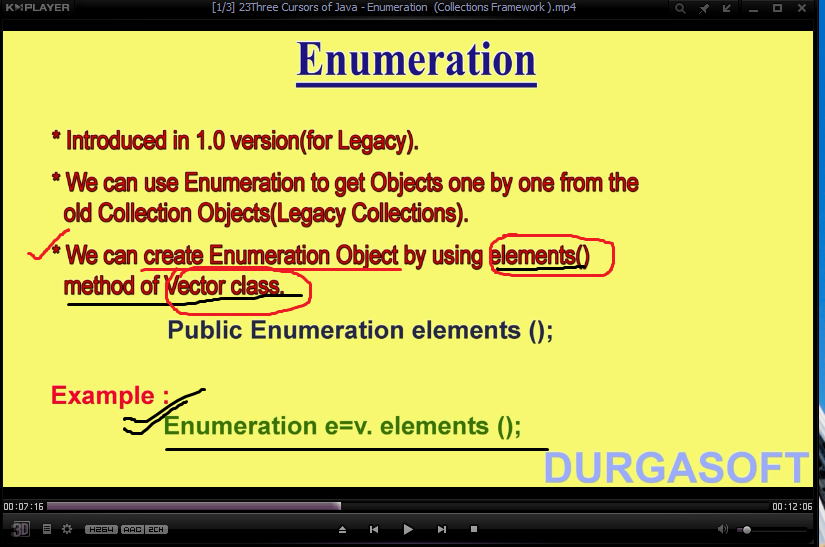 KMPLAYER
[1/3] 23Three Cursors of Java - Enumeration (Collections Framework ).mp4
Enumeration
* Introduced in 1.0 version(for Legacy).
* We can use Enumeration to get Objects one by one from the
old Collection Objects(Legacy Collections).
* We can create Enumeration Object by using elements()
method of Vector class.
Public Enumeration elements ();
Example :
Enumeration e=v. elements ();
DURGASOFT
00:07:16
00:12:06
3D
H264 AAC 2CH